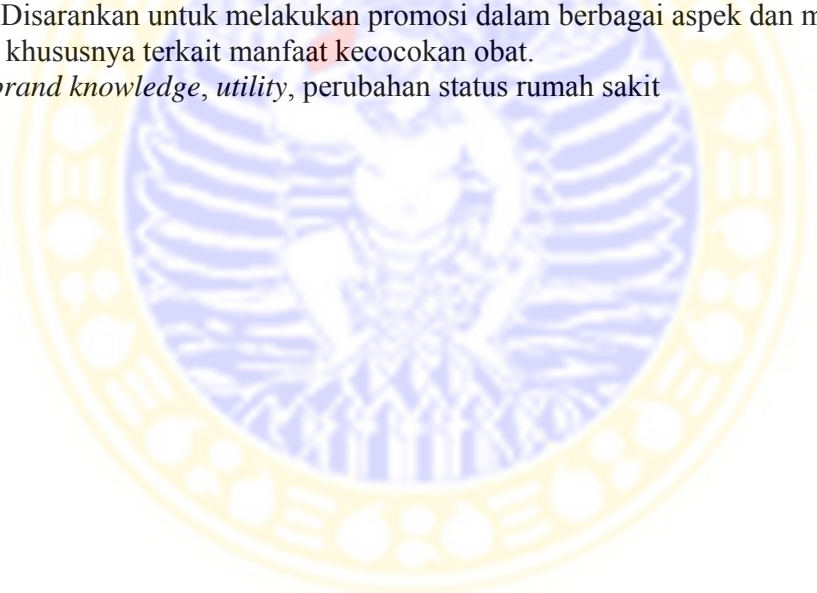 Disarankan untuk melakukan promosi dalam berbagai aspek dan
khususnya terkait manfaat kecocokan obat.
brand knowledge, utility, perubahan status rumah sakit